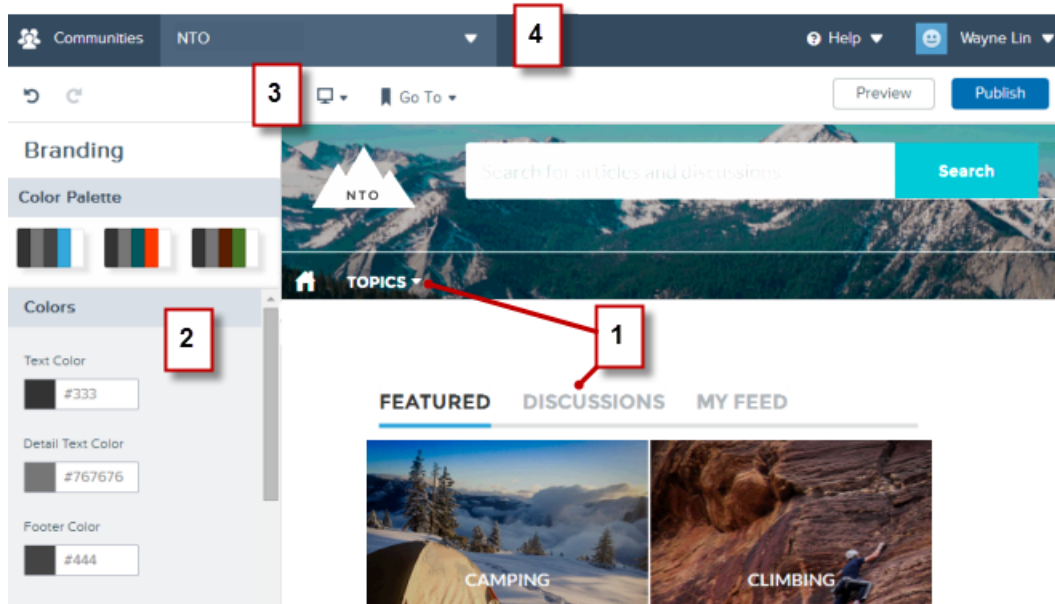 Communities NTO 4 Help Wayne Lin
3 Go To Preview Publish
Branding
Search for articles and discussions Search
NTO
Color Palette
TOPICS
Colors
2
1
Text Color
#333
FEATURED DISCUSSIONS MY FEED
Detail Text Color
#767676
Footer Color
#444
CAMPING CLIMBING